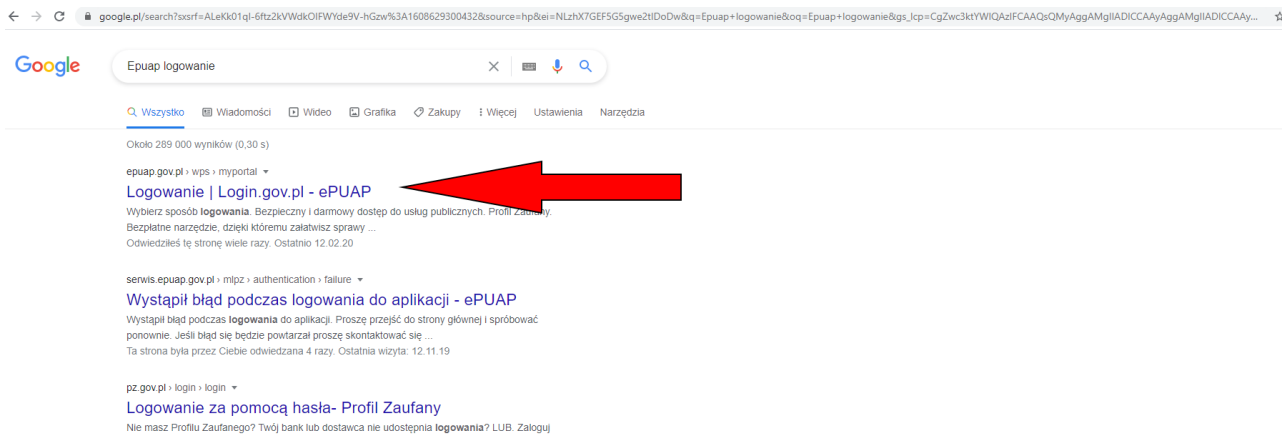 google.pl/search?sxsrf=ALeKk01qI-6ftz2kVWdkOIFWYde9V-hGzw%3A1608629300432&source=hp&ei=NLzhX7GEF5G5gwe2tIDoDw&q=Epuap+logowanie&oq=Epuap+logowanie&gs_lcp=CgZwc3ktYWIQAzIFCAAQsQMyAggAMgIIADICCAAyAggAMgIIADICCAAy...
Google
Epuap logowanie
Wszystko Wiadomości Wideo Grafika Zakupy Więcej Ustawienia Narzędzia
Około 289 000 wyników (0,30 s)
epuap.gov.pl › wps › myportal
Logowanie | Login.gov.pl - ePUAP
Wybierz sposób logowania. Bezpieczny i darmowy dostęp do usług publicznych. Profil Zaufany.
Bezpłatne narzędzie, dzięki któremu załatwisz sprawy ...
Odwiedziłeś tę stronę wiele razy. Ostatnio 12.02.20
serwis.epuap.gov.pl › mlpz › authentication › failure
Wystąpił błąd podczas logowania do aplikacji - ePUAP
Wystąpił błąd podczas logowania do aplikacji. Proszę przejść do strony głównej i spróbować
ponownie. Jeśli błąd się będzie powtarzał proszę skontaktować się ...
Ta strona była przez Ciebie odwiedzana 4 razy. Ostatnia wizyta: 12.11.19
pz.gov.pl › login › login
Logowanie za pomocą hasła- Profil Zaufany
Nie masz Profilu Zaufanego? Twój bank lub dostawca nie udostępnia logowania? LUB. Zaloguj